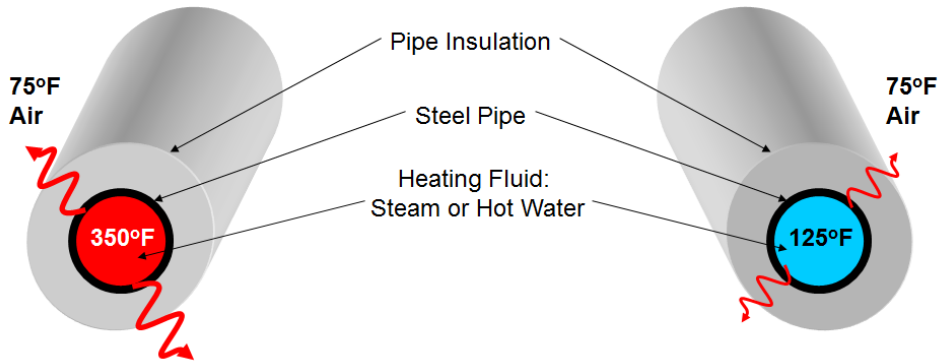 Pipe Insulation
75°F
Air
75°F
Air
Steel Pipe
Heating Fluid:
Steam or Hot Water
350°F
125°F